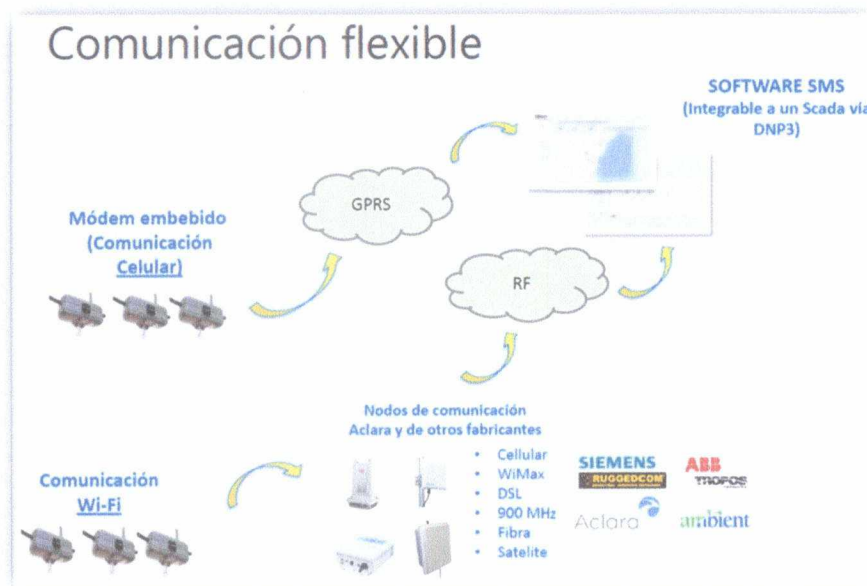 Comunicación flexible
SOFTWARE SMS
(Integrable a un Scada vía
DNP3)
GPRS
Módem embebido
(Comunicación
Celular)
RF
Nodos de comunicación
Aclara y de otros fabricantes
• Cellular
• WiMax
• DSL
• 900 MHz
• Fibra
• Satelite
SIEMENS
RUGGEDCOM
ABB
TROPOS
Aclara
ambient
Comunicación
Wi-Fi